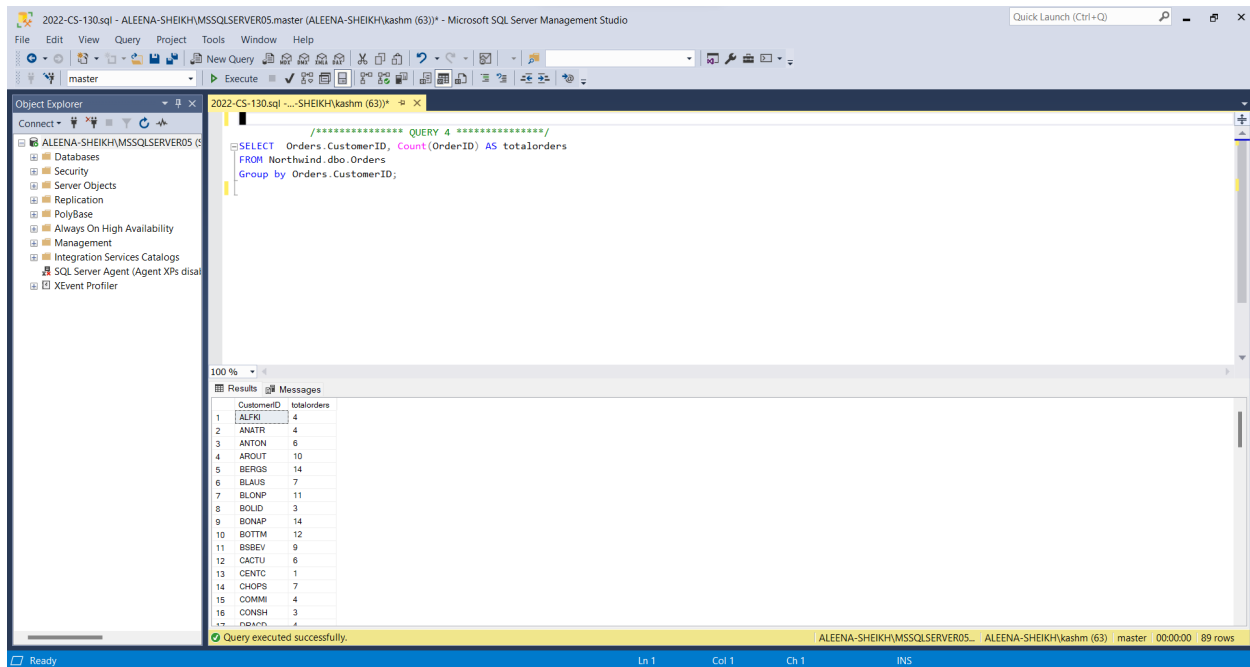 2022-CS-130.sql - ALEENA-SHEIKH\MSSQLSERVER05.master (ALEENA-SHEIKH\kashm (63))* - Microsoft SQL Server Management Studio
Quick Launch (Ctrl+Q)
File Edit View Query Project Tools Window Help
New Query
master Execute
Object Explorer
2022-CS-130.sql -...-SHEIKH\kashm (63))*
Connect
ALEENA-SHEIKH\MSSQLSERVER05 (S
Databases
Security
Server Objects
Replication
PolyBase
Always On High Availability
Management
Integration Services Catalogs
SQL Server Agent (Agent XPs disal
XEvent Profiler
/*************** QUERY 4 ***************/
SELECT Orders.CustomerID, Count(OrderID) AS totalorders
FROM Northwind.dbo.Orders
Group by Orders.CustomerID;
100 %
Results Messages
CustomerID totalorders
1 ALFKI 4
2 ANATR 4
3 ANTON 6
4 AROUT 10
5 BERGS 14
6 BLAUS 7
7 BLONP 11
8 BOLID 3
9 BONAP 14
10 BOTTM 12
11 BSBEV 9
12 CACTU 6
13 CENTC 1
14 CHOPS 7
15 COMMI 4
16 CONSH 3
Query executed successfully.
ALEENA-SHEIKH\MSSQLSERVER05... ALEENA-SHEIKH\kashm (63) master 00:00:00 89 rows
Ready Ln 1 Col 1 Ch 1 INS